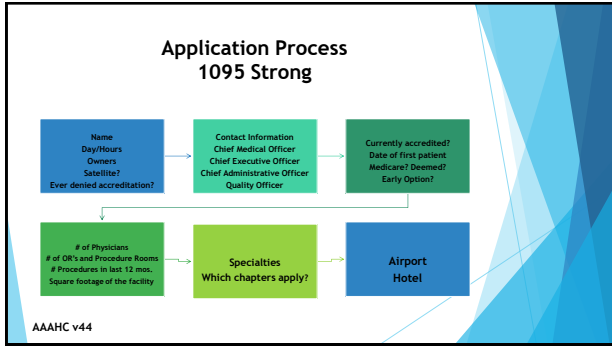 Application Process
1095 Strong
Name
Day/Hours
Owners
Satellite?
Ever denied accreditation?
Contact Information
Chief Medical Officer
Chief Executive Officer
Chief Administrative Officer
Quality Officer
Currently accredited?
Date of first patient
Medicare? Deemed?
Early Option?
# of Physicians
# of OR's and Procedure Rooms
# Procedures in last 12 mos.
Square footage of the facility
Specialties
Which chapters apply?
Airport
Hotel
AAAHC v44